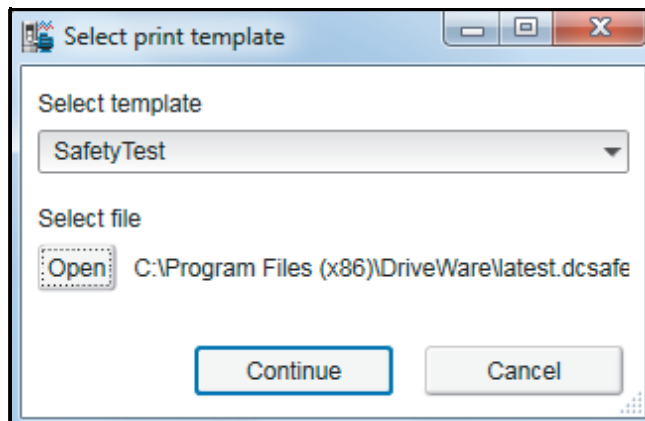 Select print template
Select template
SafetyTest
Select file
Open C:\Program Files (x86)\DriveWare\latest.dcsafe
Continue Cancel